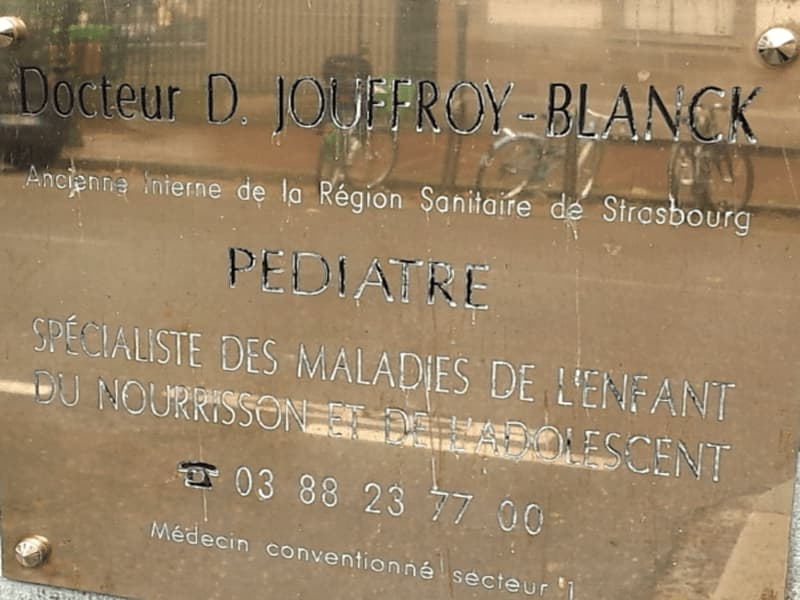 Docteur D. JOUFFROY-BLANCK
Ancienne Interne de la Région Sanitaire de Strasbourg
PEDIATRE
SPÉCIALISTE DES MALADIES DE L'ENFANT
DU NOURRISSON ET DE L'ADOLESCENT
☎ 03 88 23 77 00
Médecin conventionné secteur 1